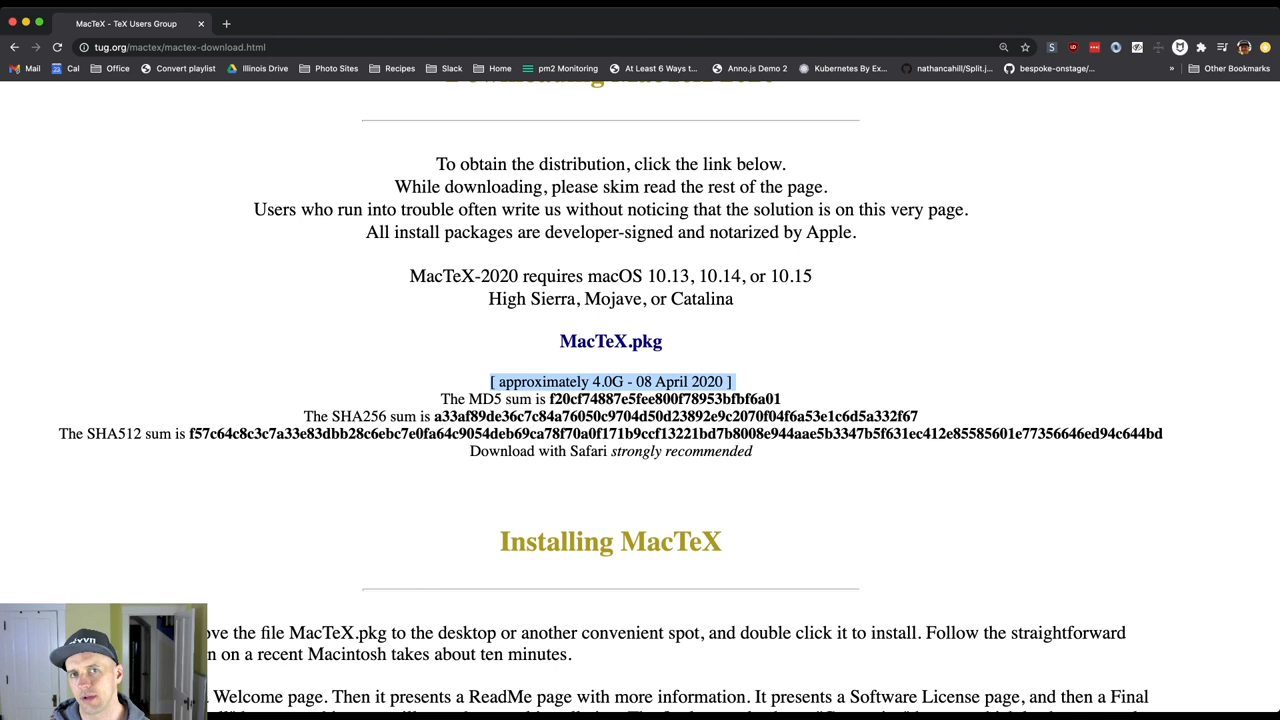 MacTeX - TeX Users Group
tug.org/mactex/mactex-download.html
Mail Cal Office Convert playlist Illinois Drive Photo Sites Recipes Slack Home pm2 Monitoring At Least 6 Ways t... Anno.js Demo 2 Kubernetes By Ex... nathancahill/Split.j... bespoke-onstage/... » Other Bookmarks
Downloading MacTeX 2020
To obtain the distribution, click the link below.
While downloading, please skim read the rest of the page.
Users who run into trouble often write us without noticing that the solution is on this very page.
All install packages are developer-signed and notarized by Apple.
MacTeX-2020 requires macOS 10.13, 10.14, or 10.15
High Sierra, Mojave, or Catalina
MacTeX.pkg
[ approximately 4.0G - 08 April 2020 ]
The MD5 sum is f20cf74887e5fee800f78953bfbf6a01
The SHA256 sum is a33af89de36c7c84a76050c9704d50d23892e9c2070f04f6a53e1c6d5a332f67
The SHA512 sum is f57c64c8c3c7a33e83dbb28c6ebc7e0fa64c9054deb69ca78f70a0f171b9ccf13221bd7b8008e944aae5b3347b5f631ec412e85585601e77356646ed94c644bd
Download with Safari strongly recommended
Installing MacTeX
ove the file MacTeX.pkg to the desktop or another convenient spot, and double click it to install. Follow the straightforward
n on a recent Macintosh takes about ten minutes.
Welcome page. Then it presents a ReadMe page with more information. It presents a Software License page, and then a Final